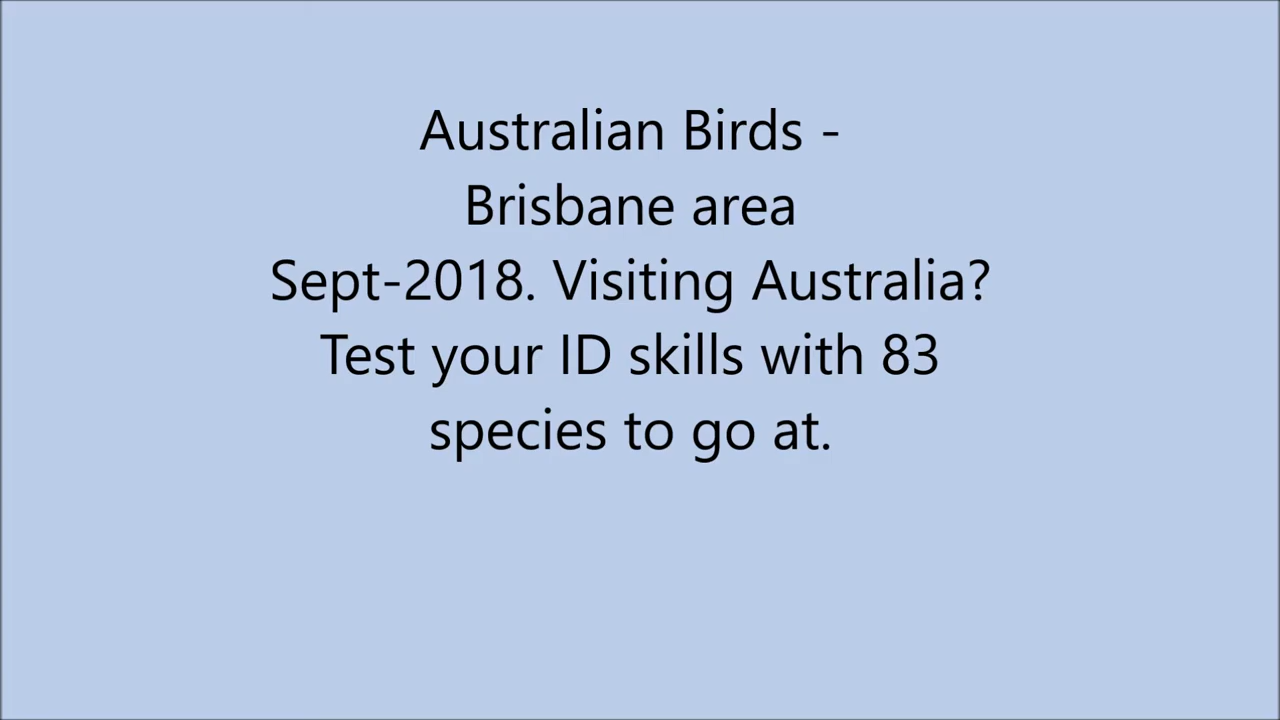 Australian Birds -
Brisbane area
Sept-2018. Visiting Australia?
Test your ID skills with 83
species to go at.